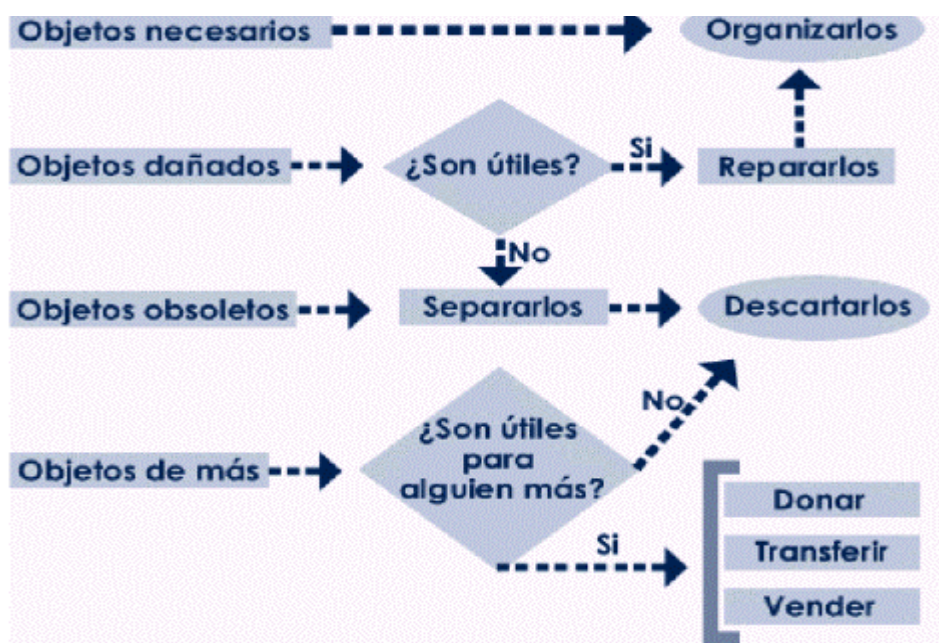 Objetos necesarios
Organizarlos
Objetos dañados
¿Son útiles?
Si
Repararlos
No
Objetos obsoletos
Separarlos
Descartarlos
No
Objetos de más
¿Son útiles
para
alguien más?
Si
Donar
Transferir
Vender